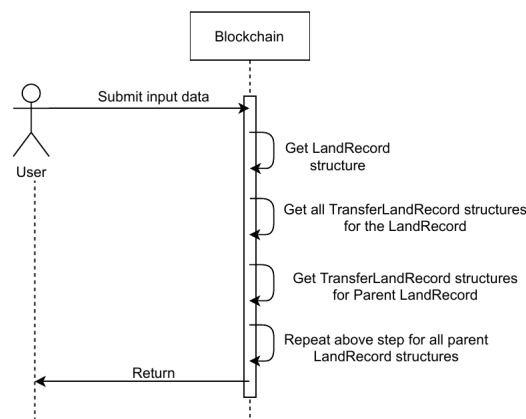 Blockchain
Submit input data
User
Get LandRecord
structure
Get all TransferLandRecord structures
for the LandRecord
Get TransferLandRecord structures
for Parent LandRecord
Repeat above step for all parent
LandRecord structures
Return